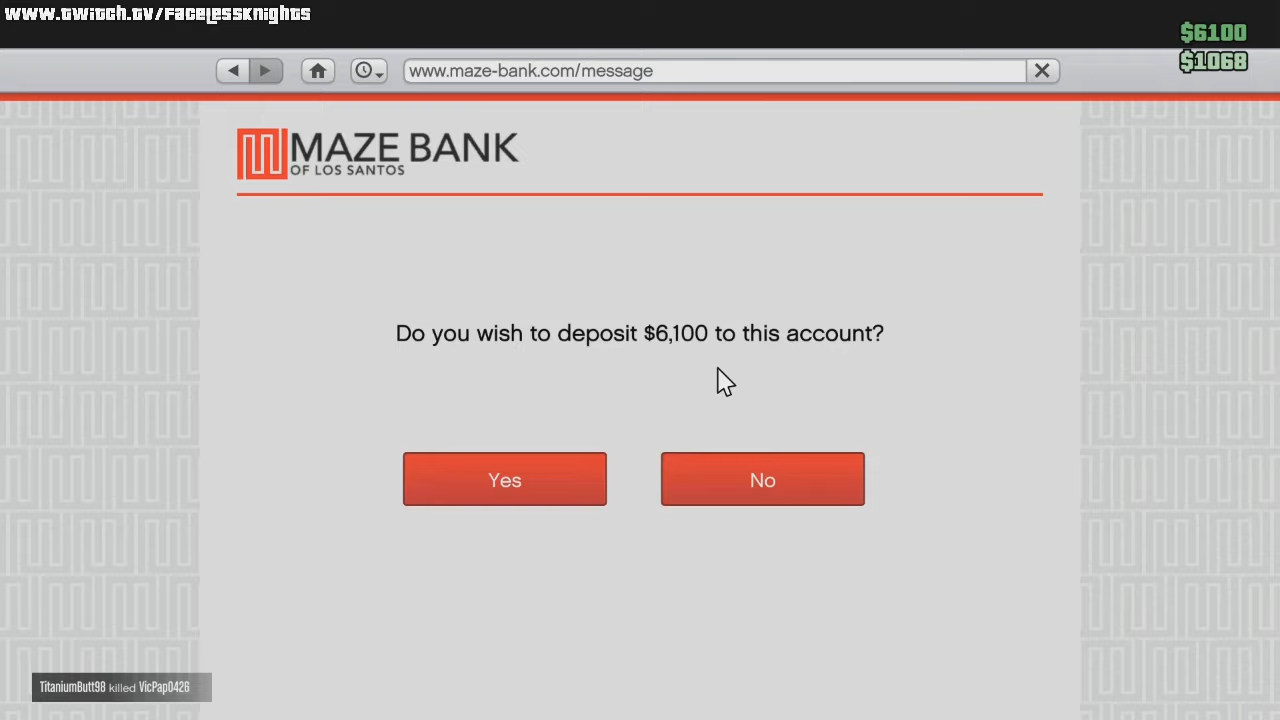 www.twitch.tv/FacelessKnights
$6100
$1068
www.maze-bank.com/message
MAZE BANK
OF LOS SANTOS
Do you wish to deposit $6,100 to this account?
Yes
No
TitaniumButt98 killed VicPap0426